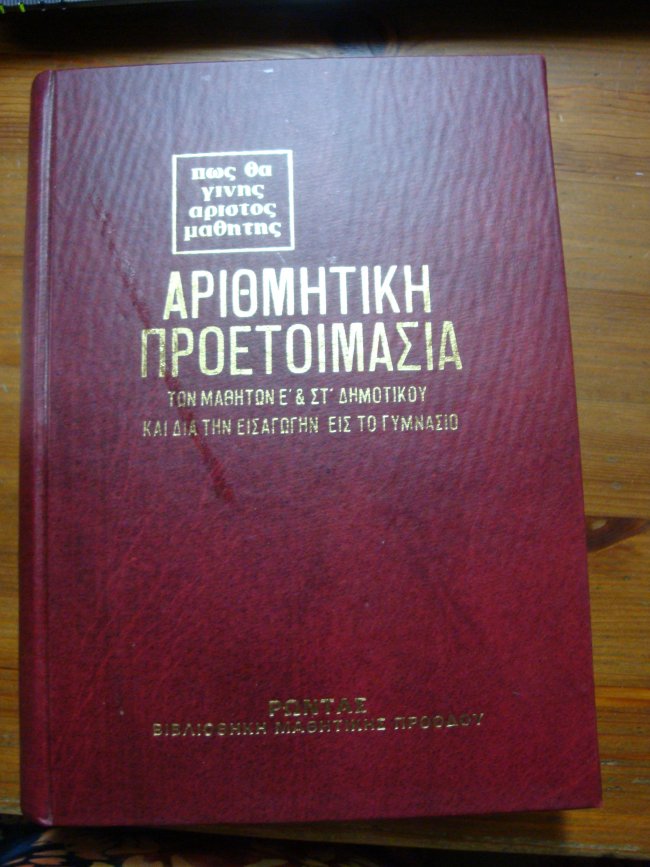 πως θα
γινης
αριστος
μαθητης
ΑΡΙΘΜΗΤΙΚΗ
ΠΡΟΕΤΟΙΜΑΣΙΑ
ΤΩΝ ΜΑΘΗΤΩΝ Ε΄ & ΣΤ΄ ΔΗΜΟΤΙΚΟΥ
ΚΑΙ ΔΙΑ ΤΗΝ ΕΙΣΑΓΩΓΗΝ ΕΙΣ ΤΟ ΓΥΜΝΑΣΙΟ
ΡΩΝΤΑΣ
ΒΙΒΛΙΟΘΗΚΗ ΜΑΘΗΤΙΚΗΣ ΠΡΟΟΔΟΥ